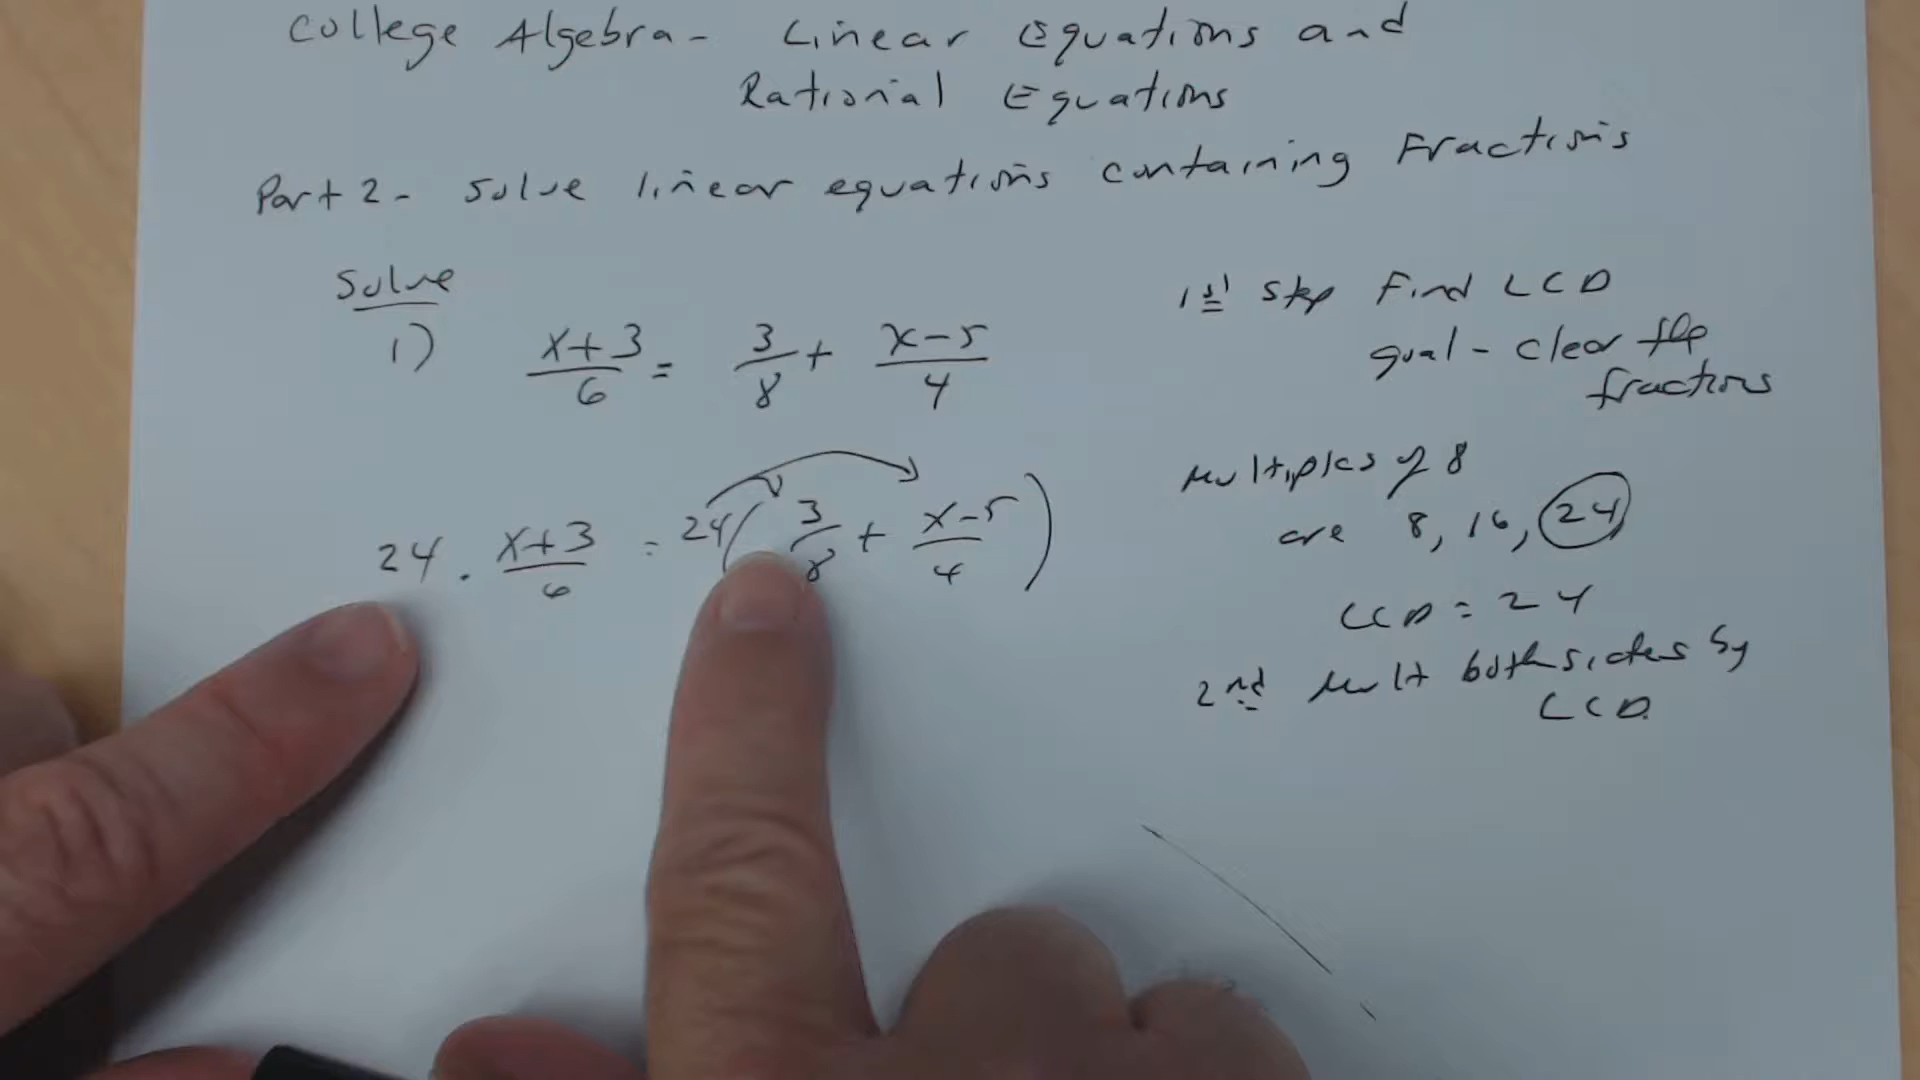 College Algebra - Linear Equations and
Rational Equations
Part 2 - Solve linear equations containing Fractions
Solve
1) x+3/6 = 3/8 + x-5/4
24 . x+3/6 = 24( 3/8 + x-5/4 )
1st step Find LCD
goal - clear
fractions
Multiples of 8
are 8, 16, 24
LCD = 24
2nd Mult both sides by
LCD